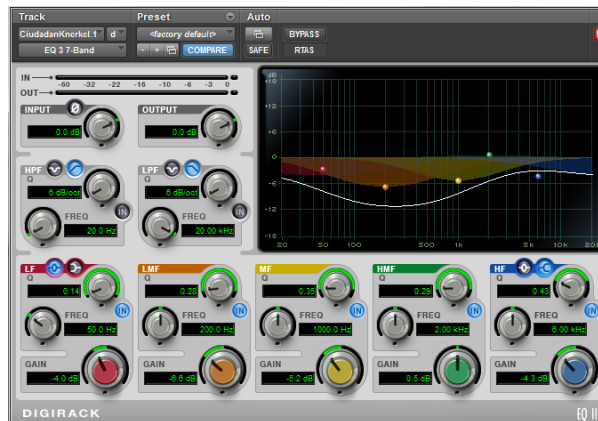 Track Preset Auto
CiudadanKncrkcl.1 d <factory default> BYPASS
EQ 3 7-Band - + COMPARE SAFE RTAS
IN
-60 -32 -22 -16 -10 -6 -3 0
OUT
INPUT Ø OUTPUT
0.0 dB 0.0 dB
HPF LPF
Q Q
6 dB/oct 6 dB/oct
FREQ IN FREQ IN
20.0 Hz 20.00 kHz
dB
+18
+12
+6
0
-6
-12
-18
20 50 100 500 1k 5k 10k 20k
LF LMF MF HMF HF
Q Q Q Q Q
0.14 0.28 0.35 0.29 0.43
IN IN IN IN IN
FREQ FREQ FREQ FREQ FREQ
50.0 Hz 200.0 Hz 1000.0 Hz 2.00 kHz 6.00 kHz
GAIN GAIN GAIN GAIN GAIN
-4.0 dB -6.6 dB -5.2 dB 0.5 dB -4.3 dB
DIGIRACK EQ II